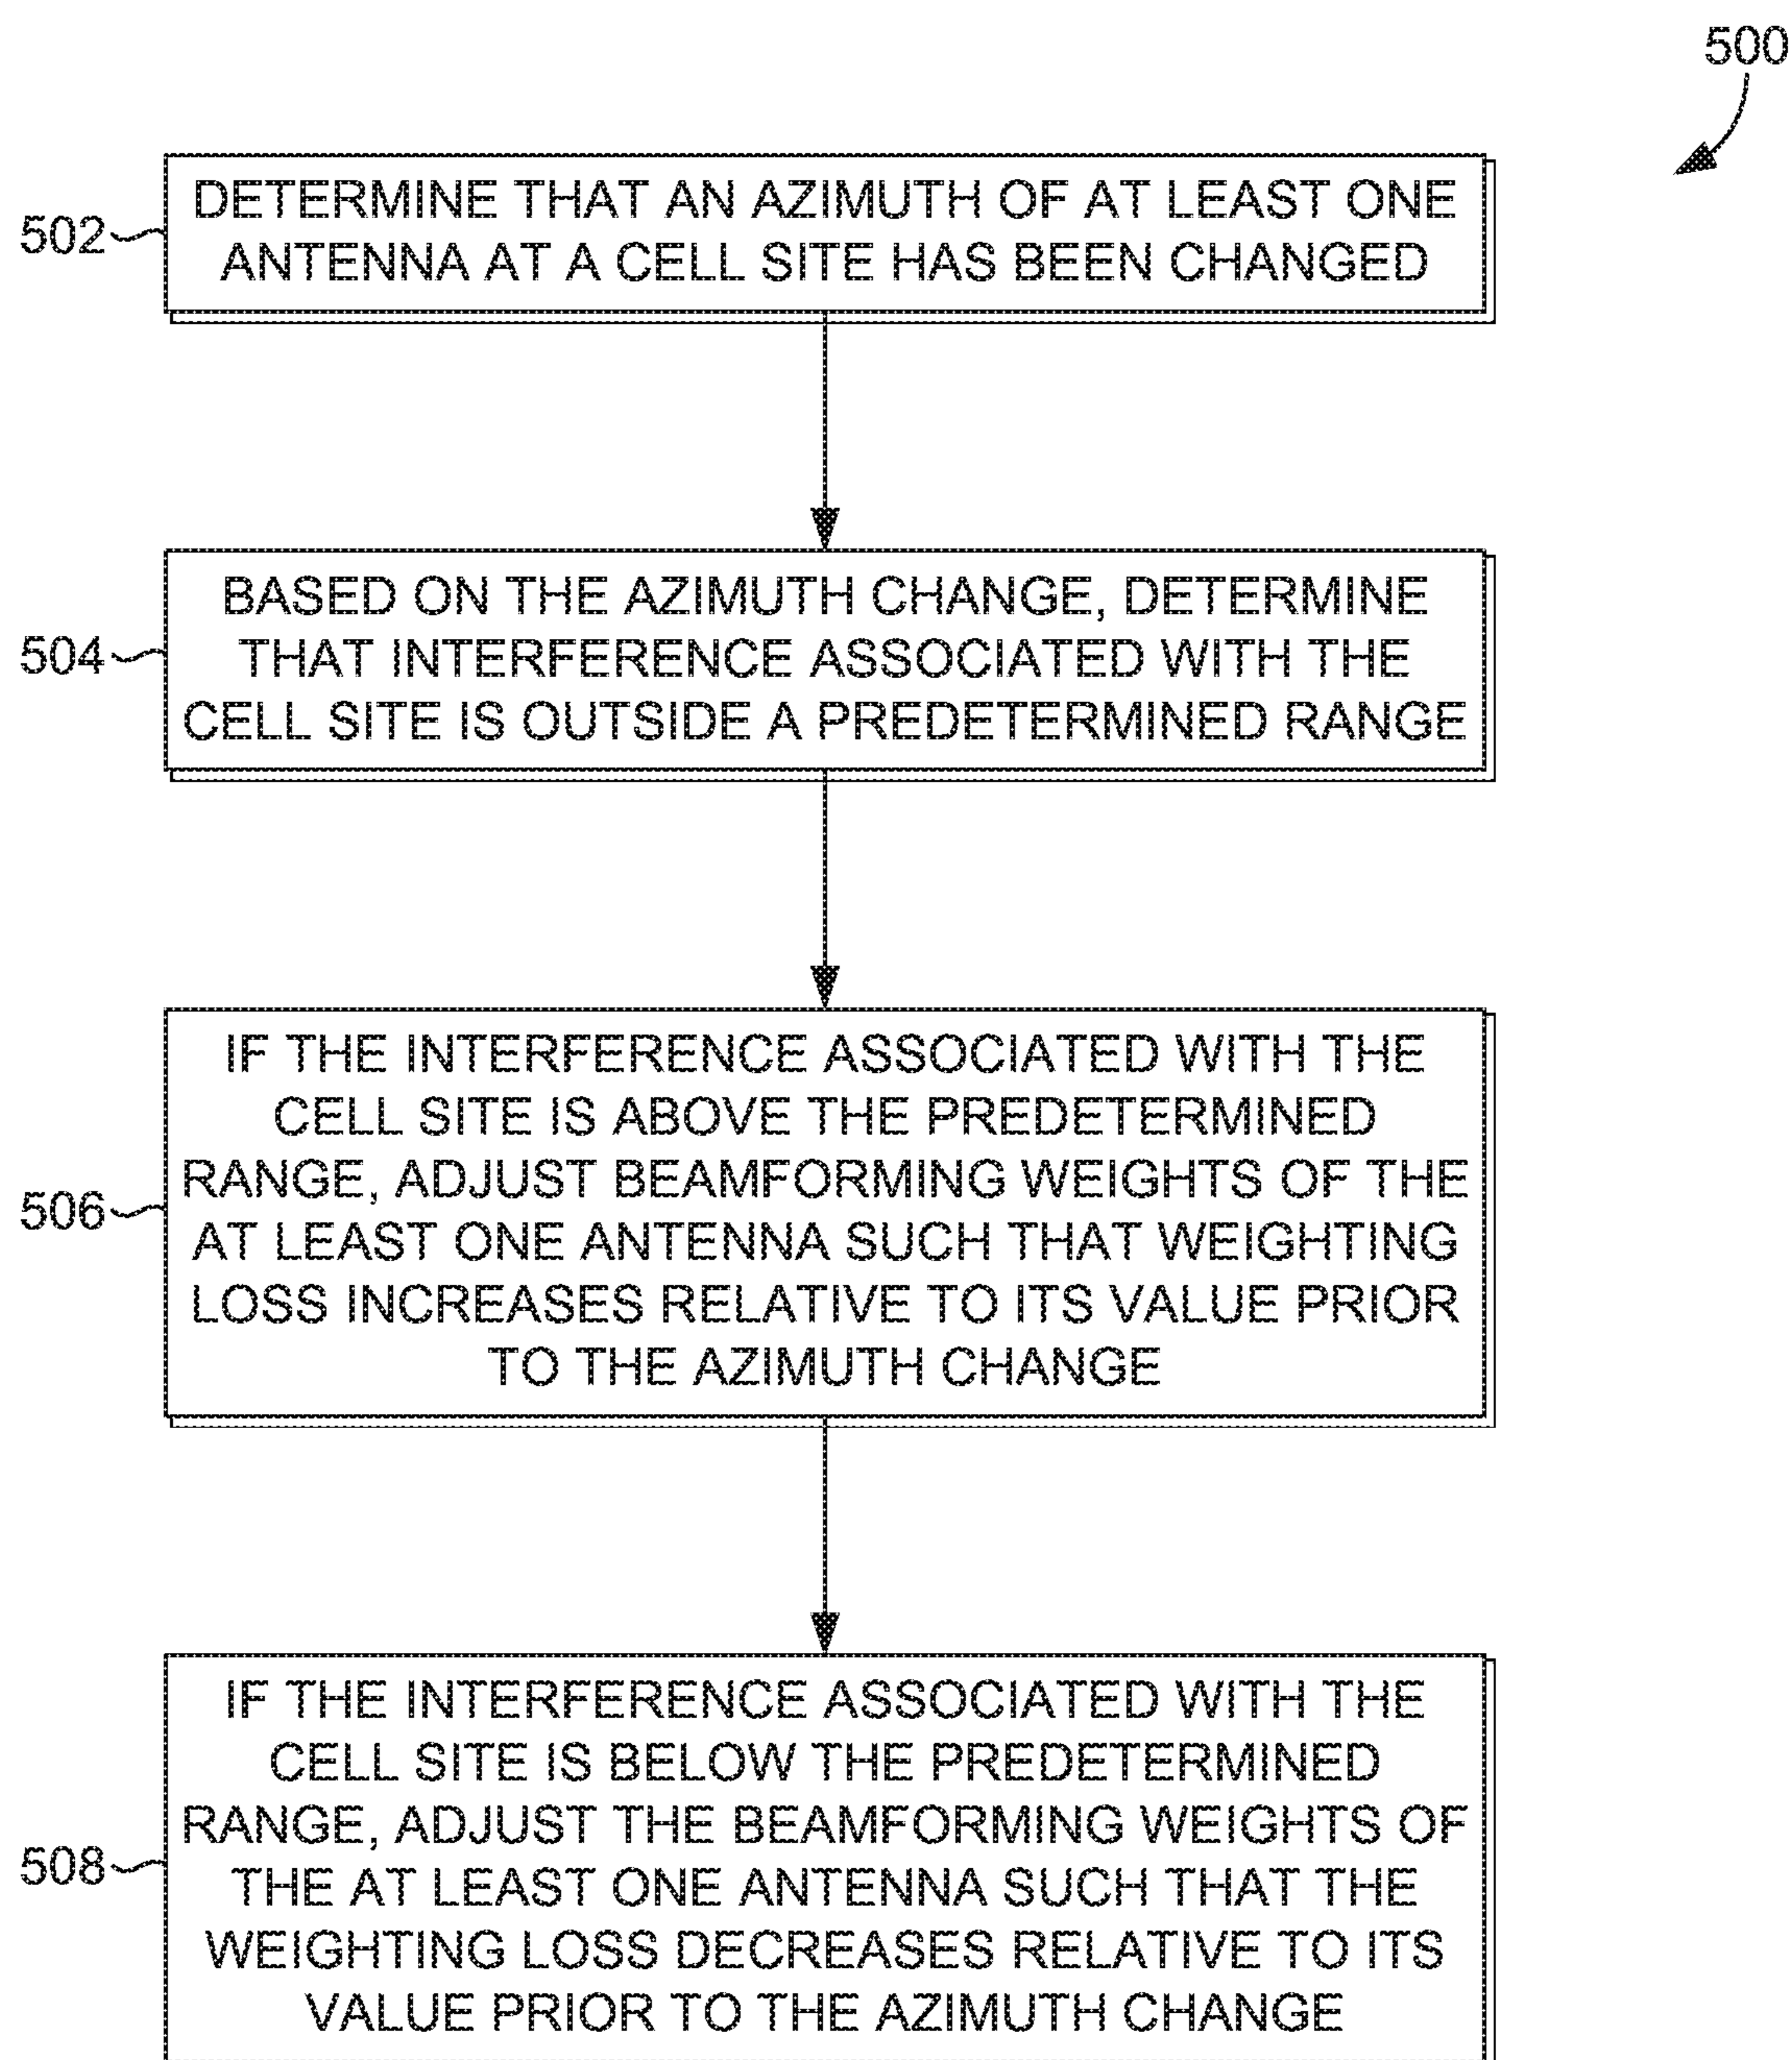 500
502
DETERMINE THAT AN AZIMUTH OF AT LEAST ONE
ANTENNA AT A CELL SITE HAS BEEN CHANGED
504
BASED ON THE AZIMUTH CHANGE, DETERMINE
THAT INTERFERENCE ASSOCIATED WITH THE
CELL SITE IS OUTSIDE A PREDETERMINED RANGE
506
IF THE INTERFERENCE ASSOCIATED WITH THE
CELL SITE IS ABOVE THE PREDETERMINED
RANGE, ADJUST BEAMFORMING WEIGHTS OF THE
AT LEAST ONE ANTENNA SUCH THAT WEIGHTING
LOSS INCREASES RELATIVE TO ITS VALUE PRIOR
TO THE AZIMUTH CHANGE
508
IF THE INTERFERENCE ASSOCIATED WITH THE
CELL SITE IS BELOW THE PREDETERMINED
RANGE, ADJUST THE BEAMFORMING WEIGHTS OF
THE AT LEAST ONE ANTENNA SUCH THAT THE
WEIGHTING LOSS DECREASES RELATIVE TO ITS
VALUE PRIOR TO THE AZIMUTH CHANGE